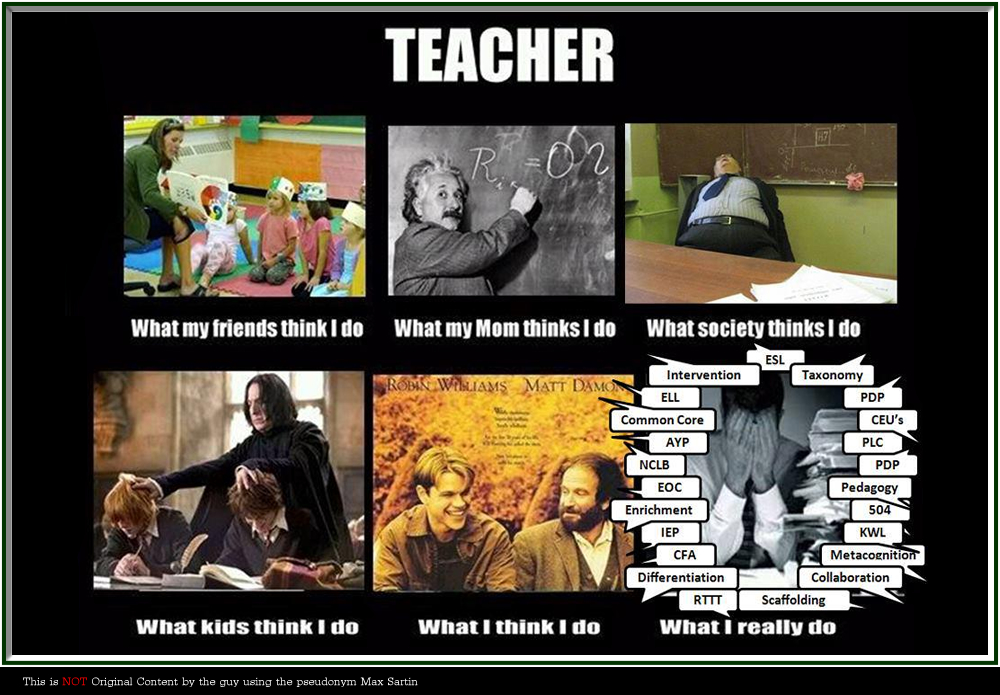 TEACHER
What my friends think I do
What my Mom thinks I do
What society thinks I do
ROBIN WILLIAMS MATT DAMON
ESL
Intervention
Taxonomy
ELL
PDP
Common Core
CEU's
AYP
PLC
NCLB
PDP
EOC
Pedagogy
Enrichment
504
IEP
KWL
CFA
Metacognition
Differentiation
Collaboration
RTTT
Scaffolding
What kids think I do
What I think I do
What I really do
This is NOT Original Content by the guy using the pseudonym Max Sartin